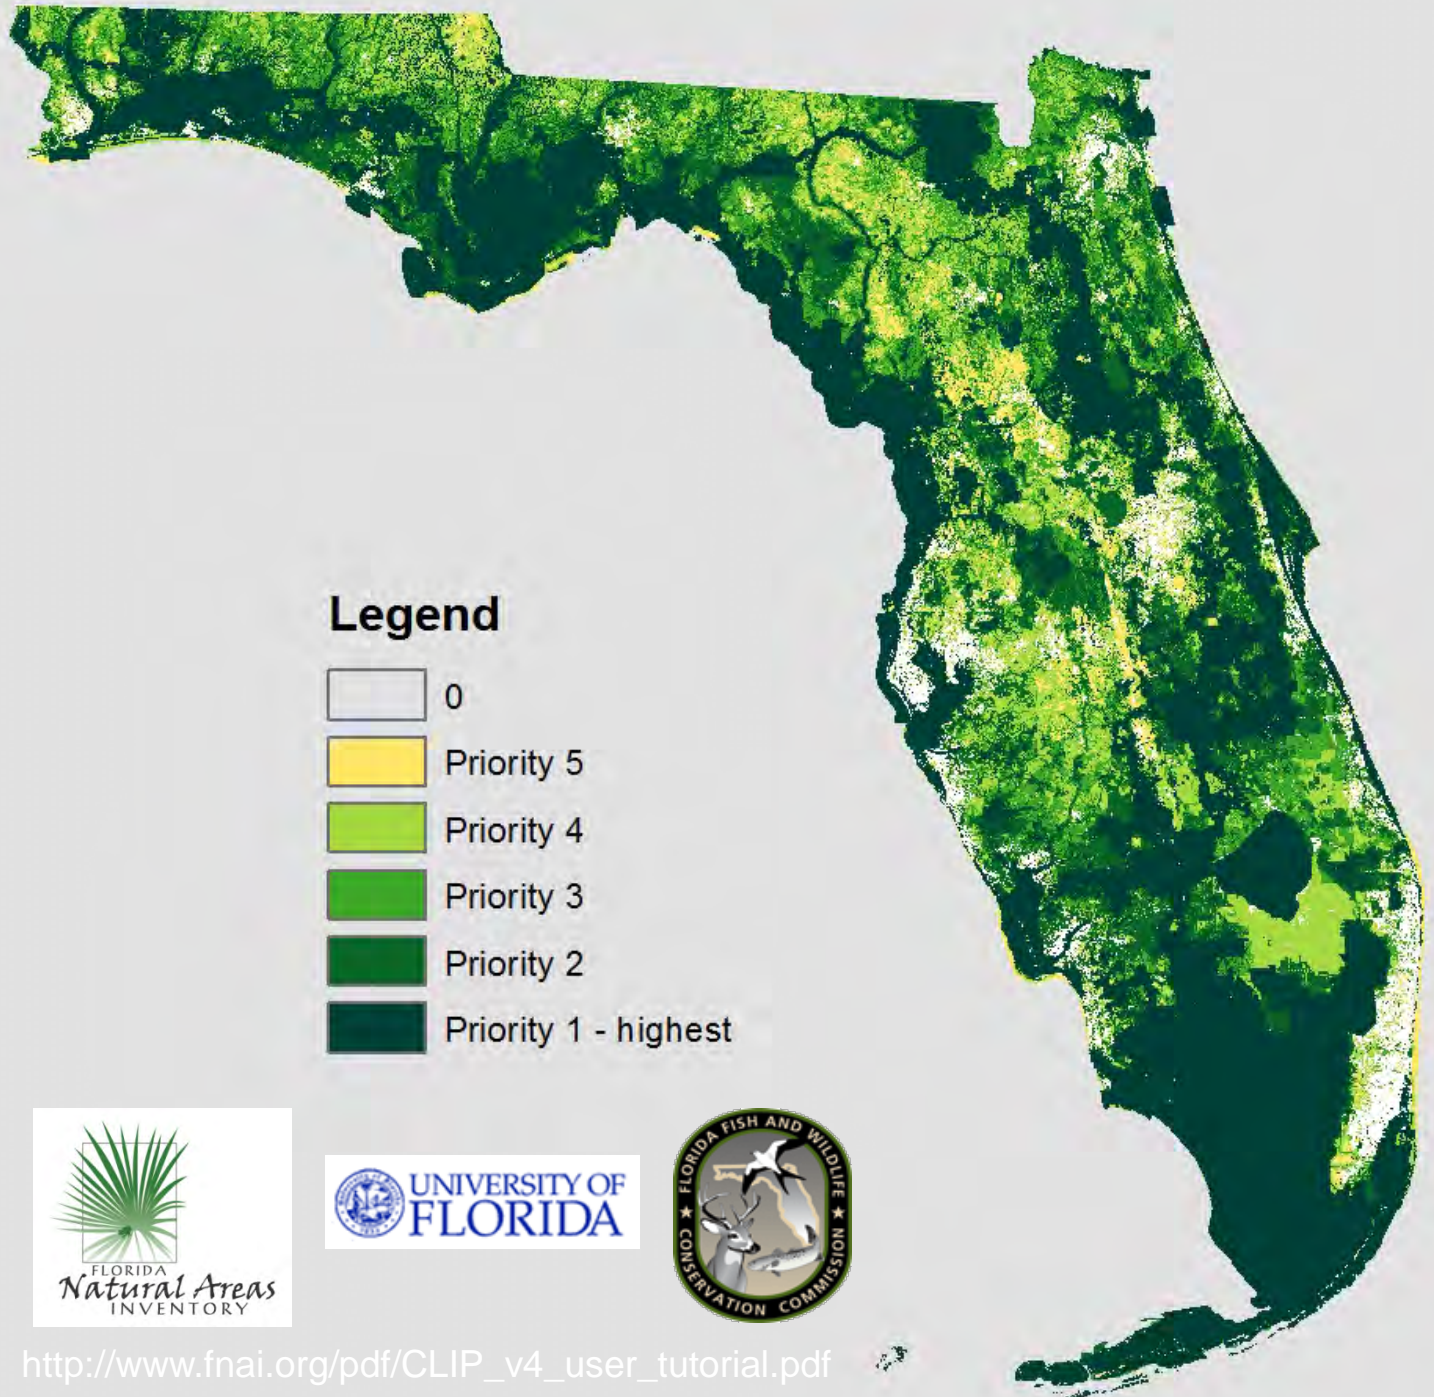 Legend
0
Priority 5
Priority 4
Priority 3
Priority 2
Priority 1 - highest
FLORIDA
Natural Areas
INVENTORY
UNIVERSITY OF
FLORIDA
FLORIDA FISH AND WILDLIFE
CONSERVATION COMMISSION
http://www.fnai.org/pdf/CLIP_v4_user_tutorial.pdf